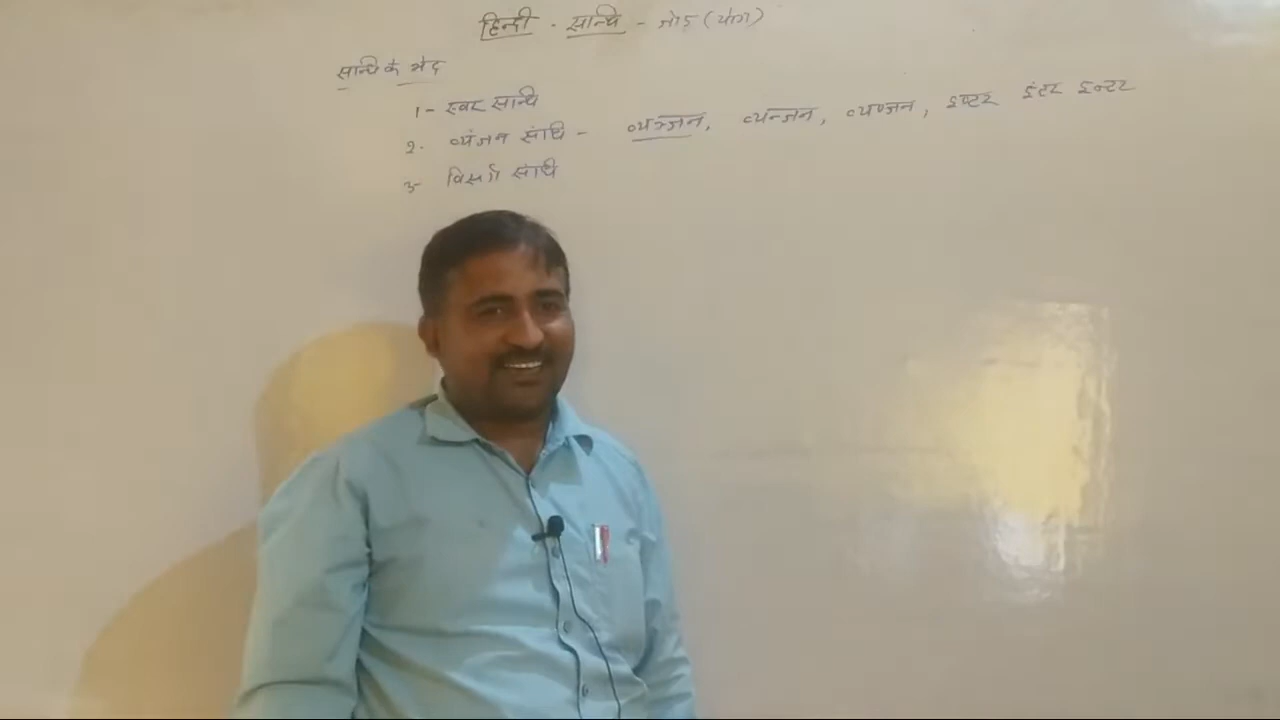 हिन्दी - सन्धि - जोड़ (योग)
सन्धि के भेद
1- स्वर सन्धि
2- व्यंजन संधि - व्यञ्जन, व्यन्जन, व्यण्जन, इण्टर इंटर इन्टर
3- विसर्ग संधि